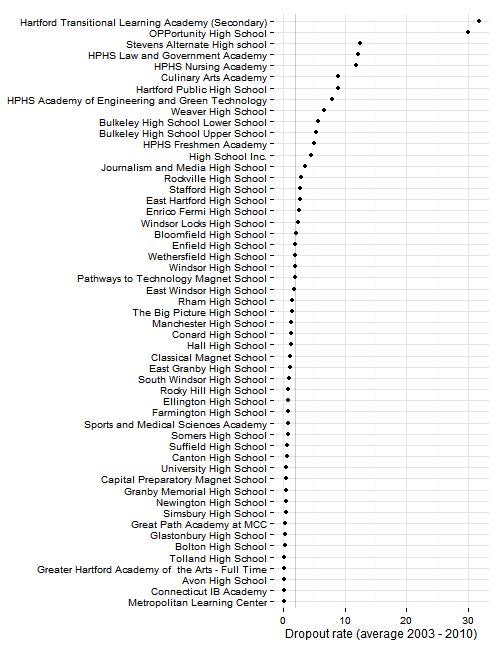 Hartford Transitional Learning Academy (Secondary)
OPPortunity High School
Stevens Alternate High school
HPHS Law and Government Academy
HPHS Nursing Academy
Culinary Arts Academy
Hartford Public High School
HPHS Academy of Engineering and Green Technology
Weaver High School
Bulkeley High School Lower School
Bulkeley High School Upper School
HPHS Freshmen Academy
High School Inc.
Journalism and Media High School
Rockville High School
Stafford High School
East Hartford High School
Enrico Fermi High School
Windsor Locks High School
Bloomfield High School
Enfield High School
Wethersfield High School
Windsor High School
Pathways to Technology Magnet School
East Windsor High School
Rham High School
The Big Picture High School
Manchester High School
Conard High School
Hall High School
Classical Magnet School
East Granby High School
South Windsor High School
Rocky Hill High School
Ellington High School
Farmington High School
Sports and Medical Sciences Academy
Somers High School
Suffield High School
Canton High School
University High School
Capital Preparatory Magnet School
Granby Memorial High School
Newington High School
Simsbury High School
Great Path Academy at MCC
Glastonbury High School
Bolton High School
Tolland High School
Greater Hartford Academy of the Arts - Full Time
Avon High School
Connecticut IB Academy
Metropolitan Learning Center
0 10 20 30
Dropout rate (average 2003 - 2010)